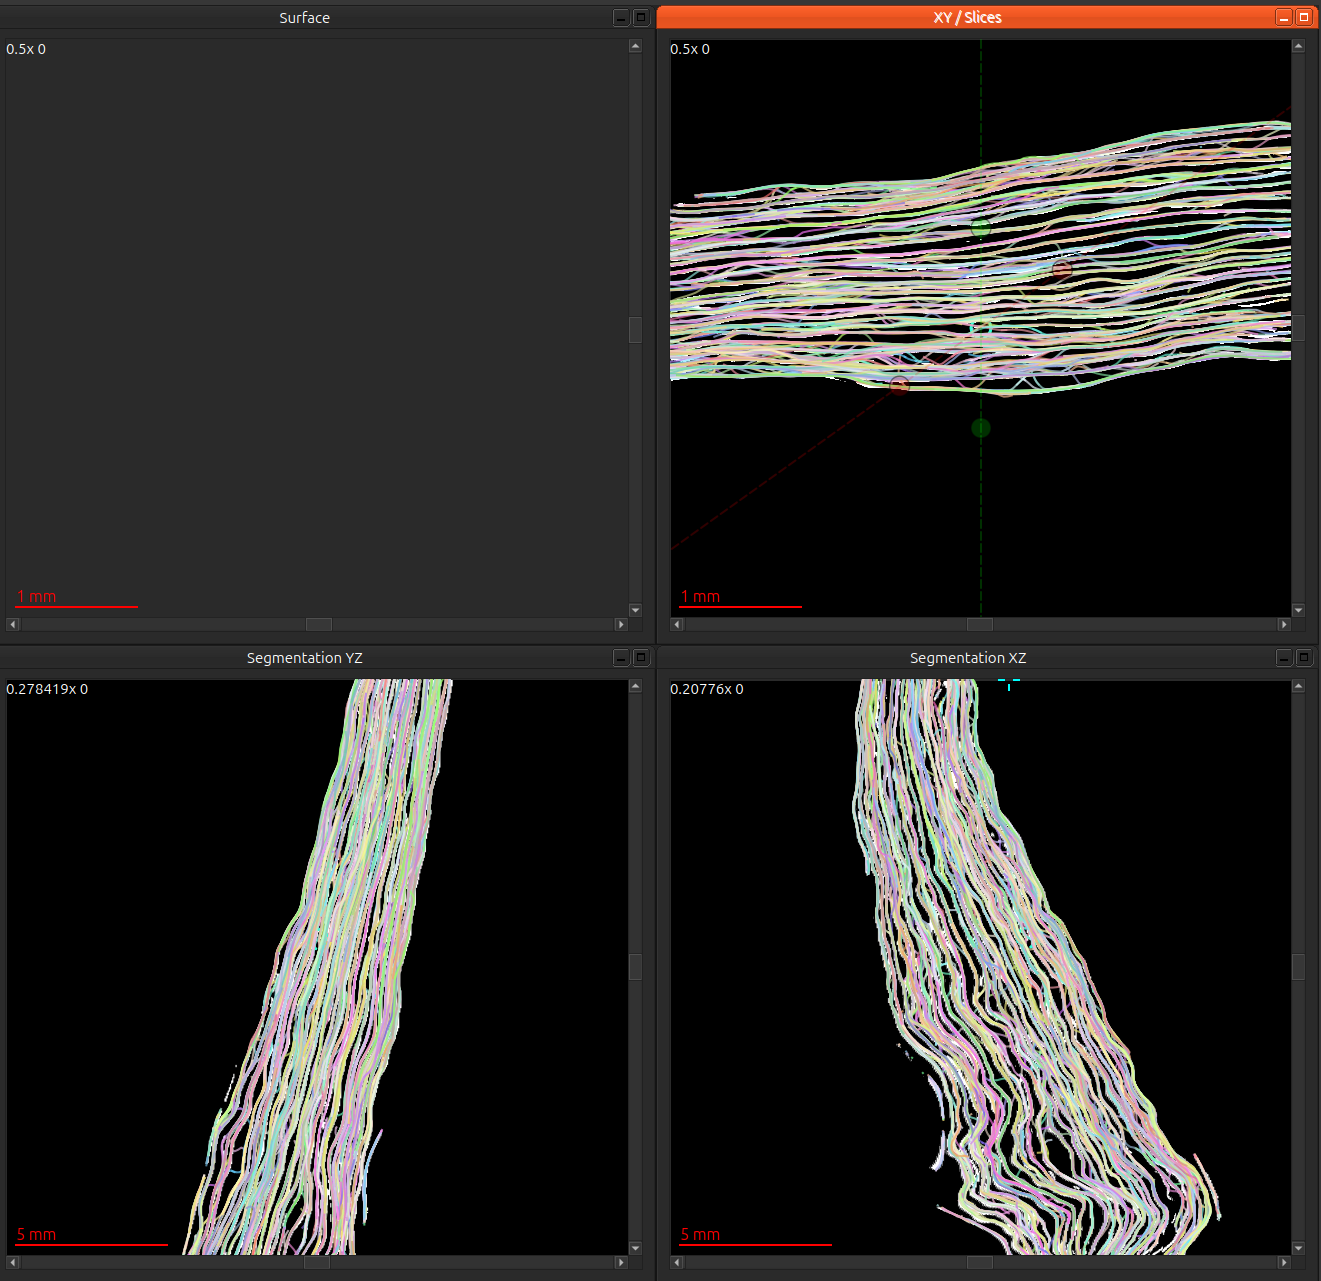 Surface
0.5x 0
1 mm
XY / Slices
0.5x 0
1 mm
Segmentation YZ
0.278419x 0
5 mm
Segmentation XZ
0.20776x 0
5 mm